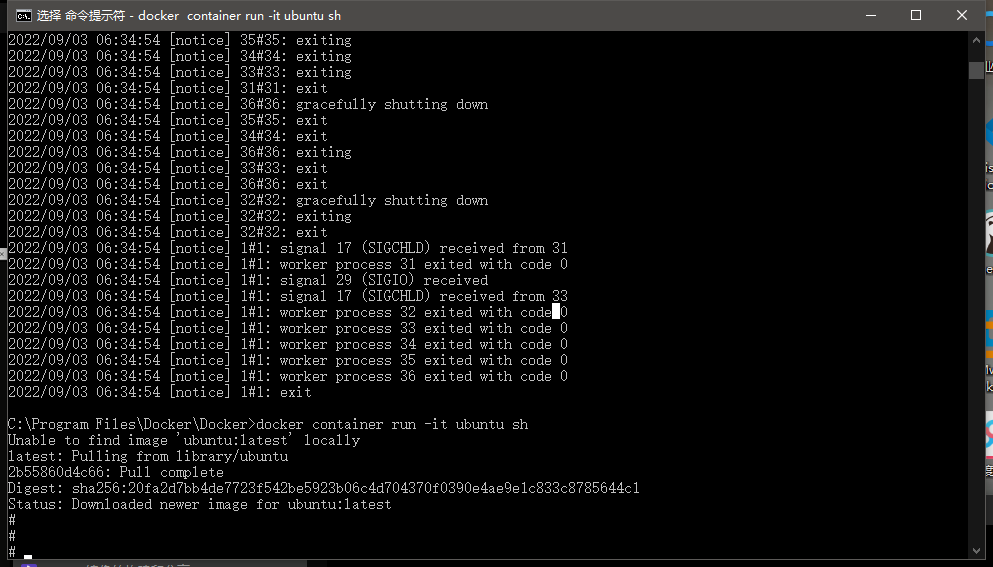 选择 命令提示符 - docker  container run -it ubuntu sh
2022/09/03 06:34:54 [notice] 35#35: exiting
2022/09/03 06:34:54 [notice] 34#34: exiting
2022/09/03 06:34:54 [notice] 33#33: exiting
2022/09/03 06:34:54 [notice] 31#31: exit
2022/09/03 06:34:54 [notice] 36#36: gracefully shutting down
2022/09/03 06:34:54 [notice] 35#35: exit
2022/09/03 06:34:54 [notice] 34#34: exit
2022/09/03 06:34:54 [notice] 36#36: exiting
2022/09/03 06:34:54 [notice] 33#33: exit
2022/09/03 06:34:54 [notice] 36#36: exit
2022/09/03 06:34:54 [notice] 32#32: gracefully shutting down
2022/09/03 06:34:54 [notice] 32#32: exiting
2022/09/03 06:34:54 [notice] 32#32: exit
2022/09/03 06:34:54 [notice] 1#1: signal 17 (SIGCHLD) received from 31
2022/09/03 06:34:54 [notice] 1#1: worker process 31 exited with code 0
2022/09/03 06:34:54 [notice] 1#1: signal 29 (SIGIO) received
2022/09/03 06:34:54 [notice] 1#1: signal 17 (SIGCHLD) received from 33
2022/09/03 06:34:54 [notice] 1#1: worker process 32 exited with code 0
2022/09/03 06:34:54 [notice] 1#1: worker process 33 exited with code 0
2022/09/03 06:34:54 [notice] 1#1: worker process 34 exited with code 0
2022/09/03 06:34:54 [notice] 1#1: worker process 35 exited with code 0
2022/09/03 06:34:54 [notice] 1#1: worker process 36 exited with code 0
2022/09/03 06:34:54 [notice] 1#1: exit
C:\Program Files\Docker\Docker>docker container run -it ubuntu sh
Unable to find image 'ubuntu:latest' locally
latest: Pulling from library/ubuntu
2b55860d4c66: Pull complete
Digest: sha256:20fa2d7bb4de7723f542be5923b06c4d704370f0390e4ae9e1c833c8785644c1
Status: Downloaded newer image for ubuntu:latest
#
#
#